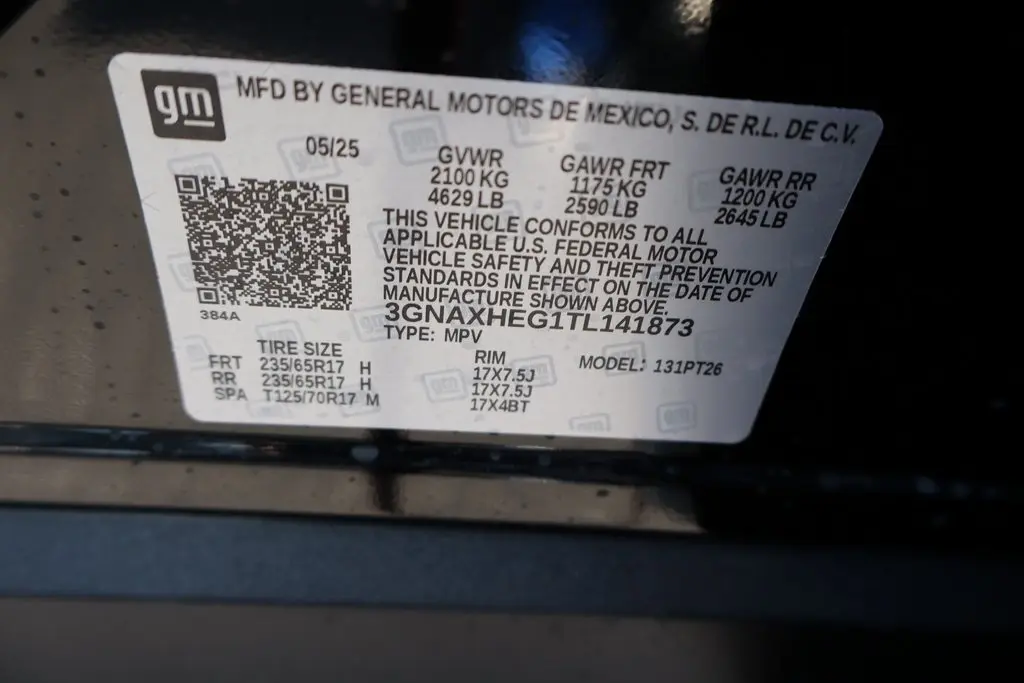 gm
MFD BY GENERAL MOTORS DE MEXICO, S. DE R.L. DE C.V.
05/25
GVWR GAWR FRT GAWR RR
2100 KG 1175 KG 1200 KG
4629 LB 2590 LB 2645 LB
THIS VEHICLE CONFORMS TO ALL
APPLICABLE U.S. FEDERAL MOTOR
VEHICLE SAFETY AND THEFT PREVENTION
STANDARDS IN EFFECT ON THE DATE OF
MANUFACTURE SHOWN ABOVE.
384A
3GNAXHEG1TL141873
TYPE: MPV
TIRE SIZE RIM MODEL: 131PT26
FRT 235/65R17 H 17X7.5J
RR 235/65R17 H 17X7.5J
SPA T125/70R17 M 17X4BT